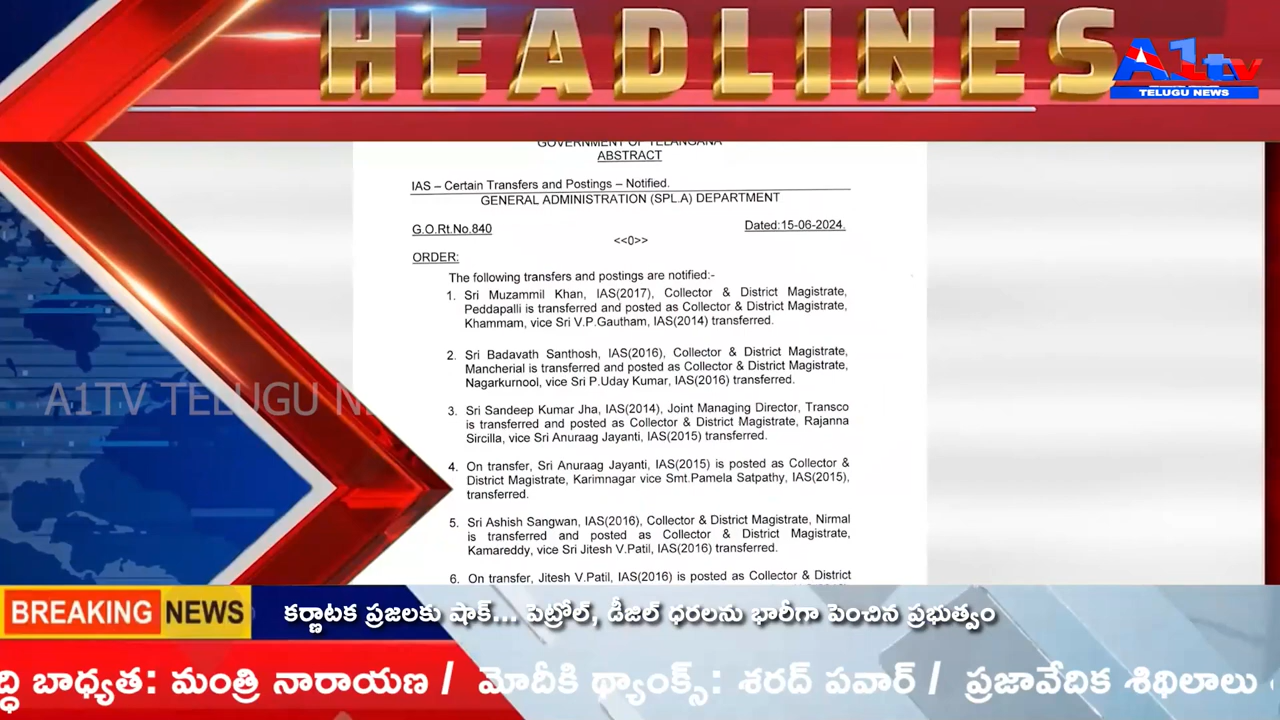 HEADLINES
A1tv
TELUGU NEWS
GOVERNMENT OF TELANGANA
ABSTRACT
IAS – Certain Transfers and Postings – Notified.
GENERAL ADMINISTRATION (SPL.A) DEPARTMENT
G.O.Rt.No.840
Dated:15-06-2024.
<<0>>
ORDER:
The following transfers and postings are notified:-
1. Sri Muzammil Khan, IAS(2017), Collector & District Magistrate,
Peddapalli is transferred and posted as Collector & District Magistrate,
Khammam, vice Sri V.P.Gautham, IAS(2014) transferred.
2. Sri Badavath Santhosh, IAS(2016), Collector & District Magistrate,
Mancherial is transferred and posted as Collector & District Magistrate,
Nagarkurnool, vice Sri P.Uday Kumar, IAS(2016) transferred.
3. Sri Sandeep Kumar Jha, IAS(2014), Joint Managing Director, Transco
is transferred and posted as Collector & District Magistrate, Rajanna
Sircilla, vice Sri Anuraag Jayanti, IAS(2015) transferred.
A1TV TELUGU NE
4. On transfer, Sri Anuraag Jayanti, IAS(2015) is posted as Collector &
District Magistrate, Karimnagar vice Smt.Pamela Satpathy, IAS(2015),
transferred.
5. Sri Ashish Sangwan, IAS(2016), Collector & District Magistrate, Nirmal
is transferred and posted as Collector & District Magistrate,
Kamareddy, vice Sri Jitesh V.Patil, IAS(2016) transferred.
6. On transfer, Jitesh V.Patil, IAS(2016) is posted as Collector & District
BREAKING NEWS
కర్ణాటక ప్రజలకు షాక్... పెట్రోల్, డీజిల్ ధరలను భారీగా పెంచిన ప్రభుత్వం
ద్ధి బాధ్యత: మంత్రి నారాయణ / మోదీకి థ్యాంక్స్: శరద్ పవార్ / ప్రజావేదిక శిథిలాలు